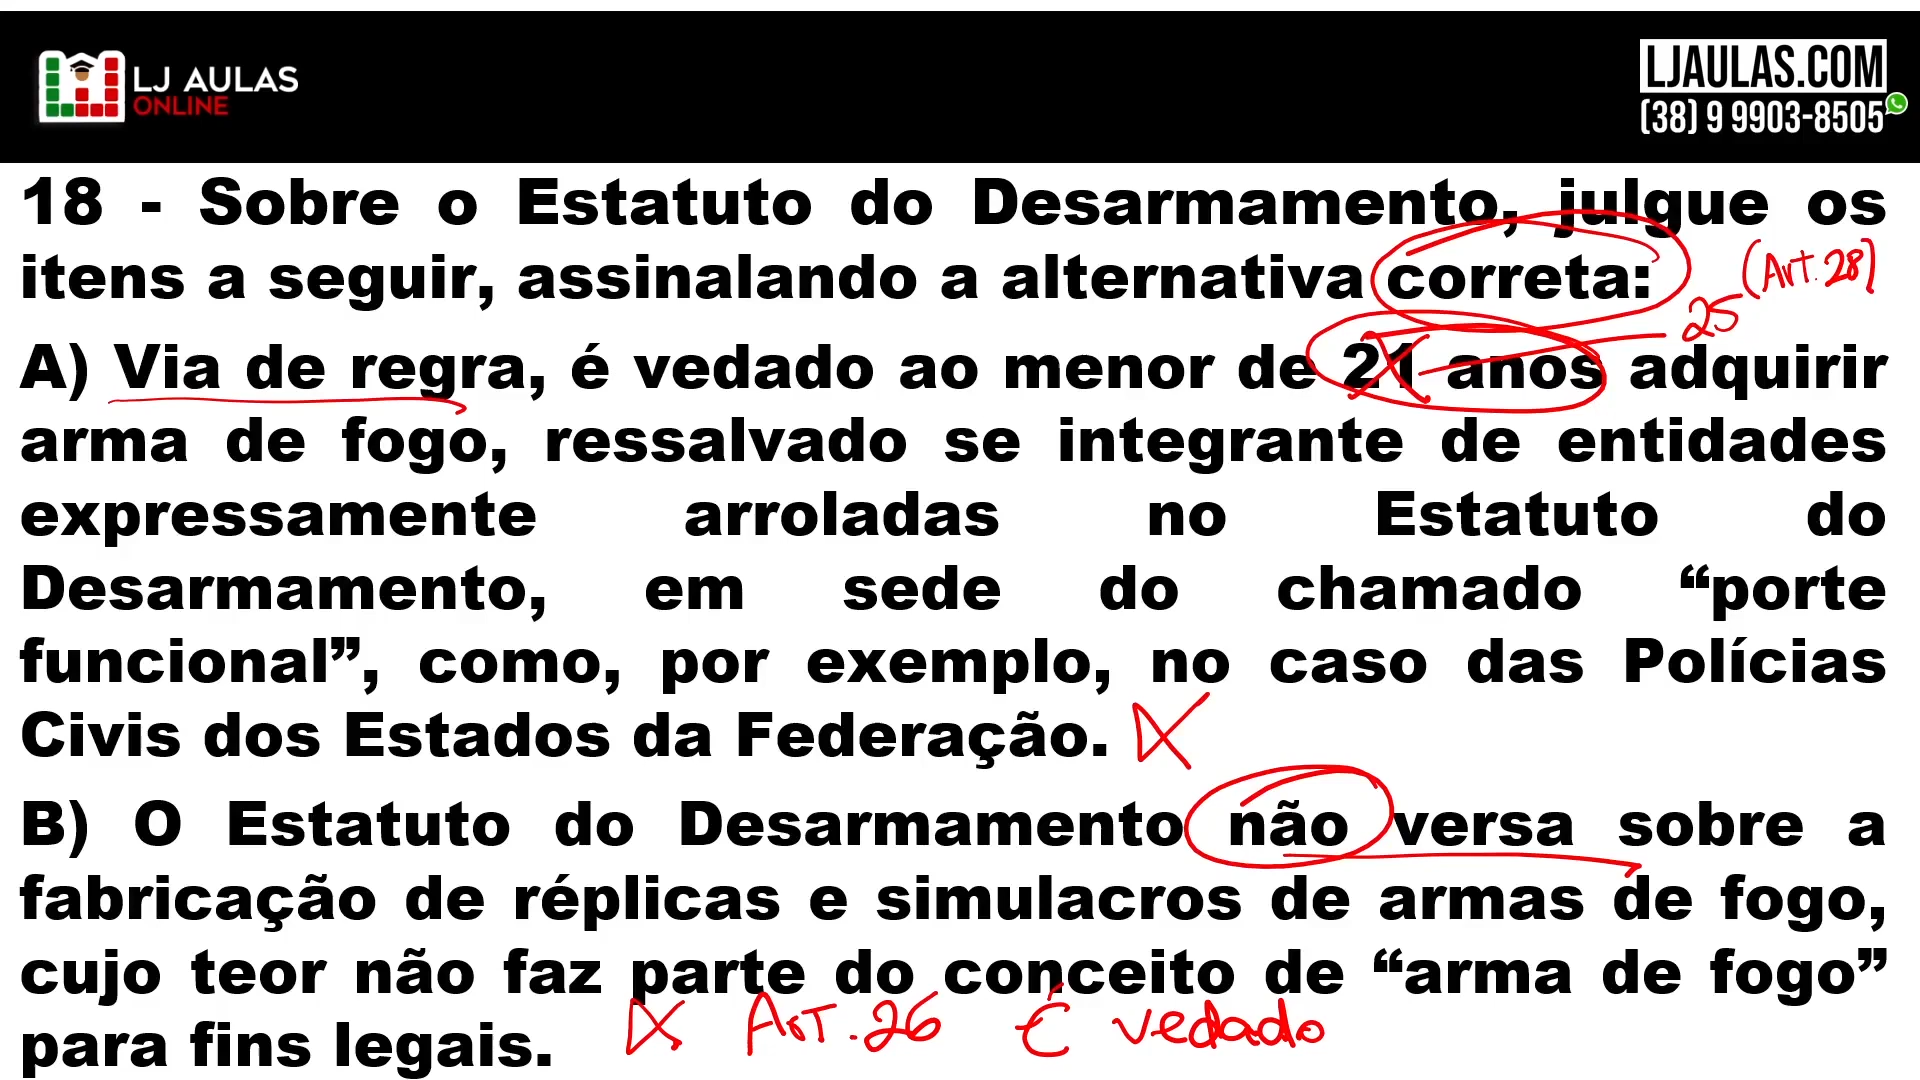 LJ AULAS
ONLINE
LJAULAS.COM
(38) 9 9903-8505
18 - Sobre o Estatuto do Desarmamento, julgue os
itens a seguir, assinalando a alternativa correta:
(Art. 28)
25
A) Via de regra, é vedado ao menor de 21 anos adquirir
arma de fogo, ressalvado se integrante de entidades
expressamente arroladas no Estatuto do
Desarmamento, em sede do chamado “porte
funcional”, como, por exemplo, no caso das Polícias
Civis dos Estados da Federação.
B) O Estatuto do Desarmamento não versa sobre a
fabricação de réplicas e simulacros de armas de fogo,
cujo teor não faz parte do conceito de “arma de fogo”
para fins legais.
Art. 26 É vedado